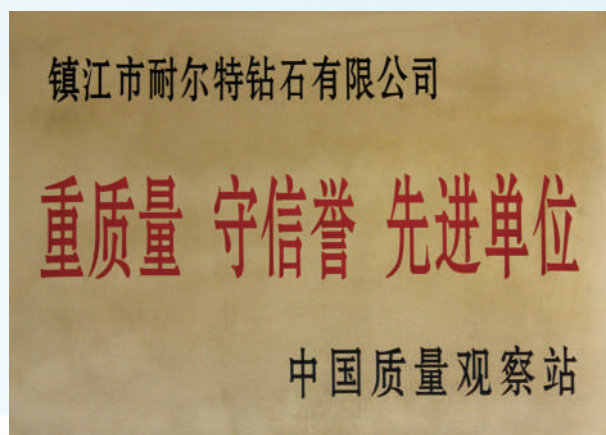 镇江市耐尔特钻石有限公司
重质量 守信誉 先进单位
中国质量观察站